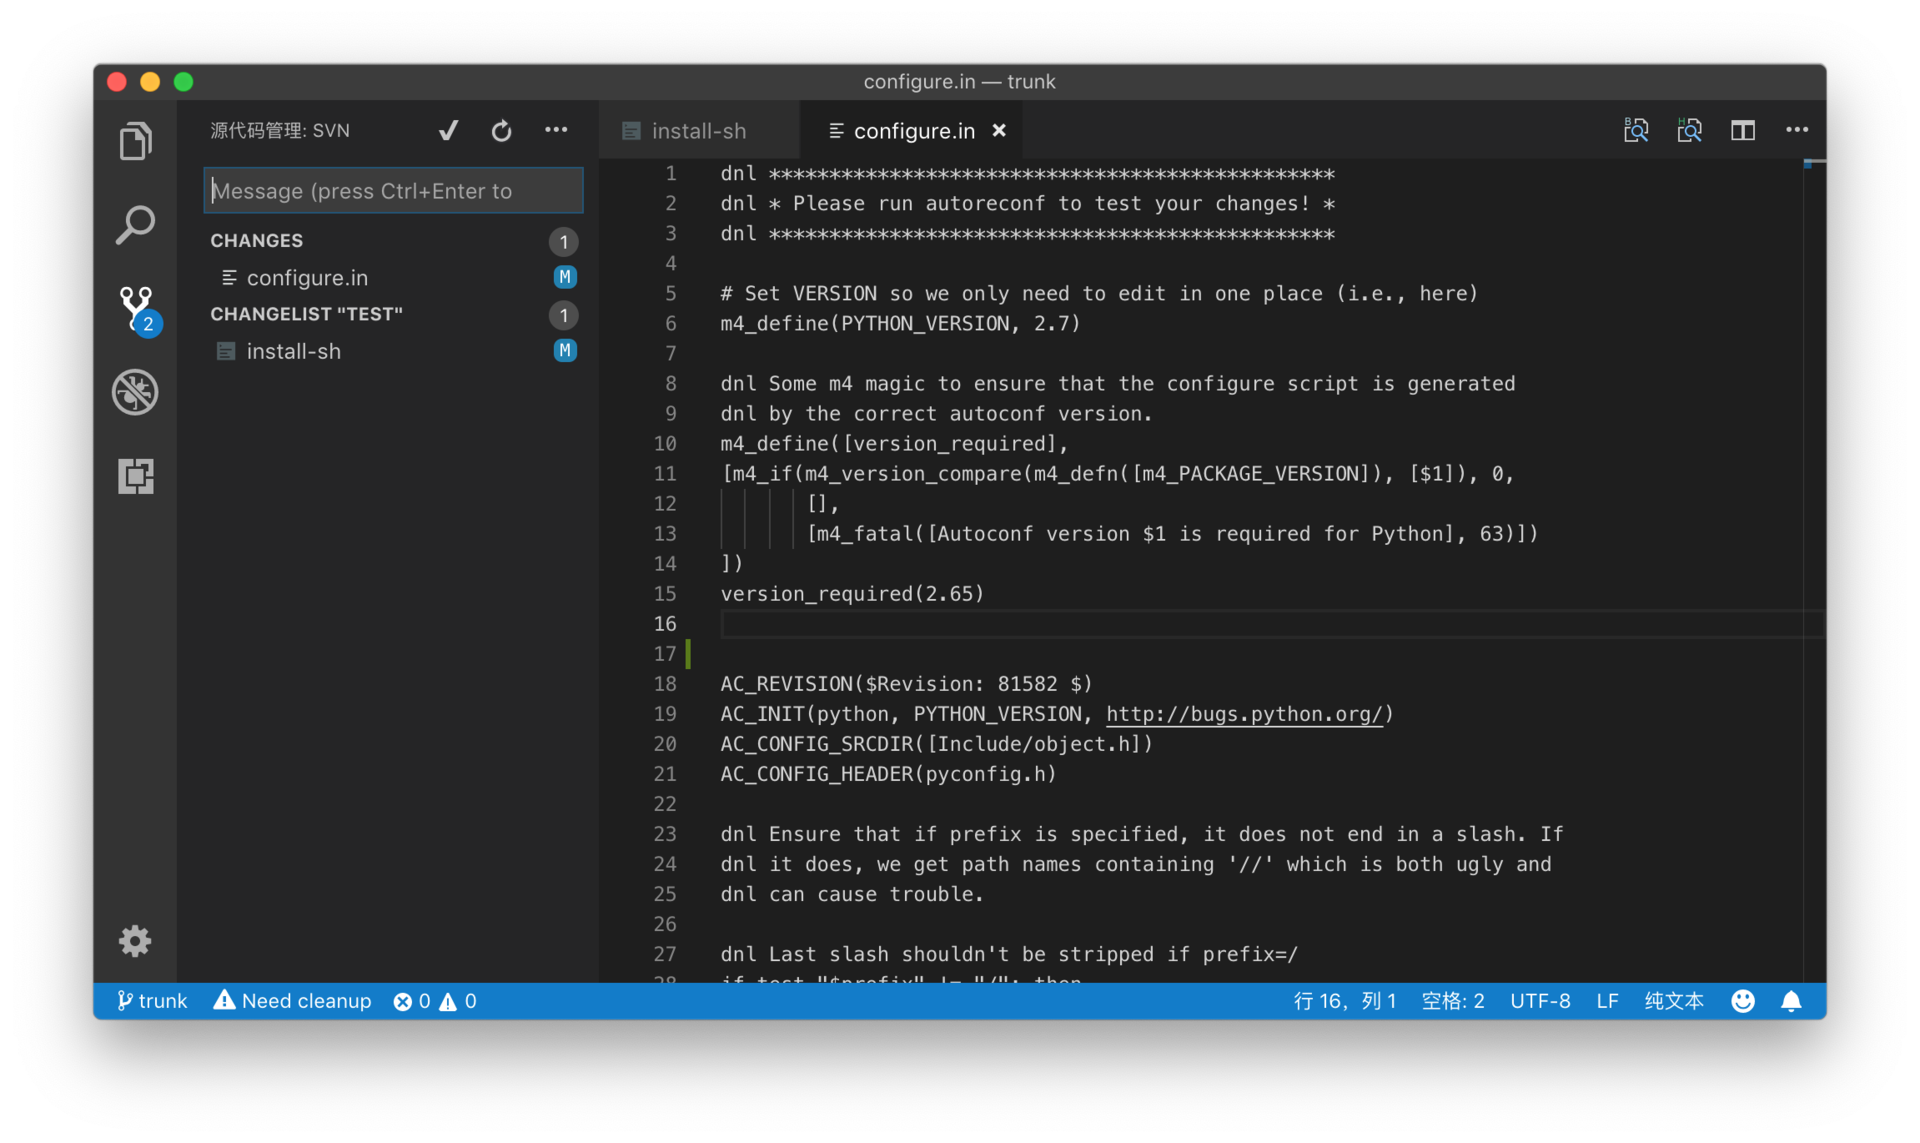 configure.in — trunk
源代码管理: SVN
Message (press Ctrl+Enter to
CHANGES 1
configure.in M
CHANGELIST "TEST" 1
install-sh M
2
install-sh
configure.in
B
H
1 dnl ***********************************************
2 dnl * Please run autoreconf to test your changes! *
3 dnl ***********************************************
4
5 # Set VERSION so we only need to edit in one place (i.e., here)
6 m4_define(PYTHON_VERSION, 2.7)
7
8 dnl Some m4 magic to ensure that the configure script is generated
9 dnl by the correct autoconf version.
10 m4_define([version_required],
11 [m4_if(m4_version_compare(m4_defn([m4_PACKAGE_VERSION]), [$1]), 0,
12 [],
13 [m4_fatal([Autoconf version $1 is required for Python], 63)])
14 ])
15 version_required(2.65)
16
17
18 AC_REVISION($Revision: 81582 $)
19 AC_INIT(python, PYTHON_VERSION, http://bugs.python.org/)
20 AC_CONFIG_SRCDIR([Include/object.h])
21 AC_CONFIG_HEADER(pyconfig.h)
22
23 dnl Ensure that if prefix is specified, it does not end in a slash. If
24 dnl it does, we get path names containing '//' which is both ugly and
25 dnl can cause trouble.
26
27 dnl Last slash shouldn't be stripped if prefix=/
28 if test "$prefix" != "/"; then
trunk Need cleanup 0 0
行 16，列 1 空格: 2 UTF-8 LF 纯文本